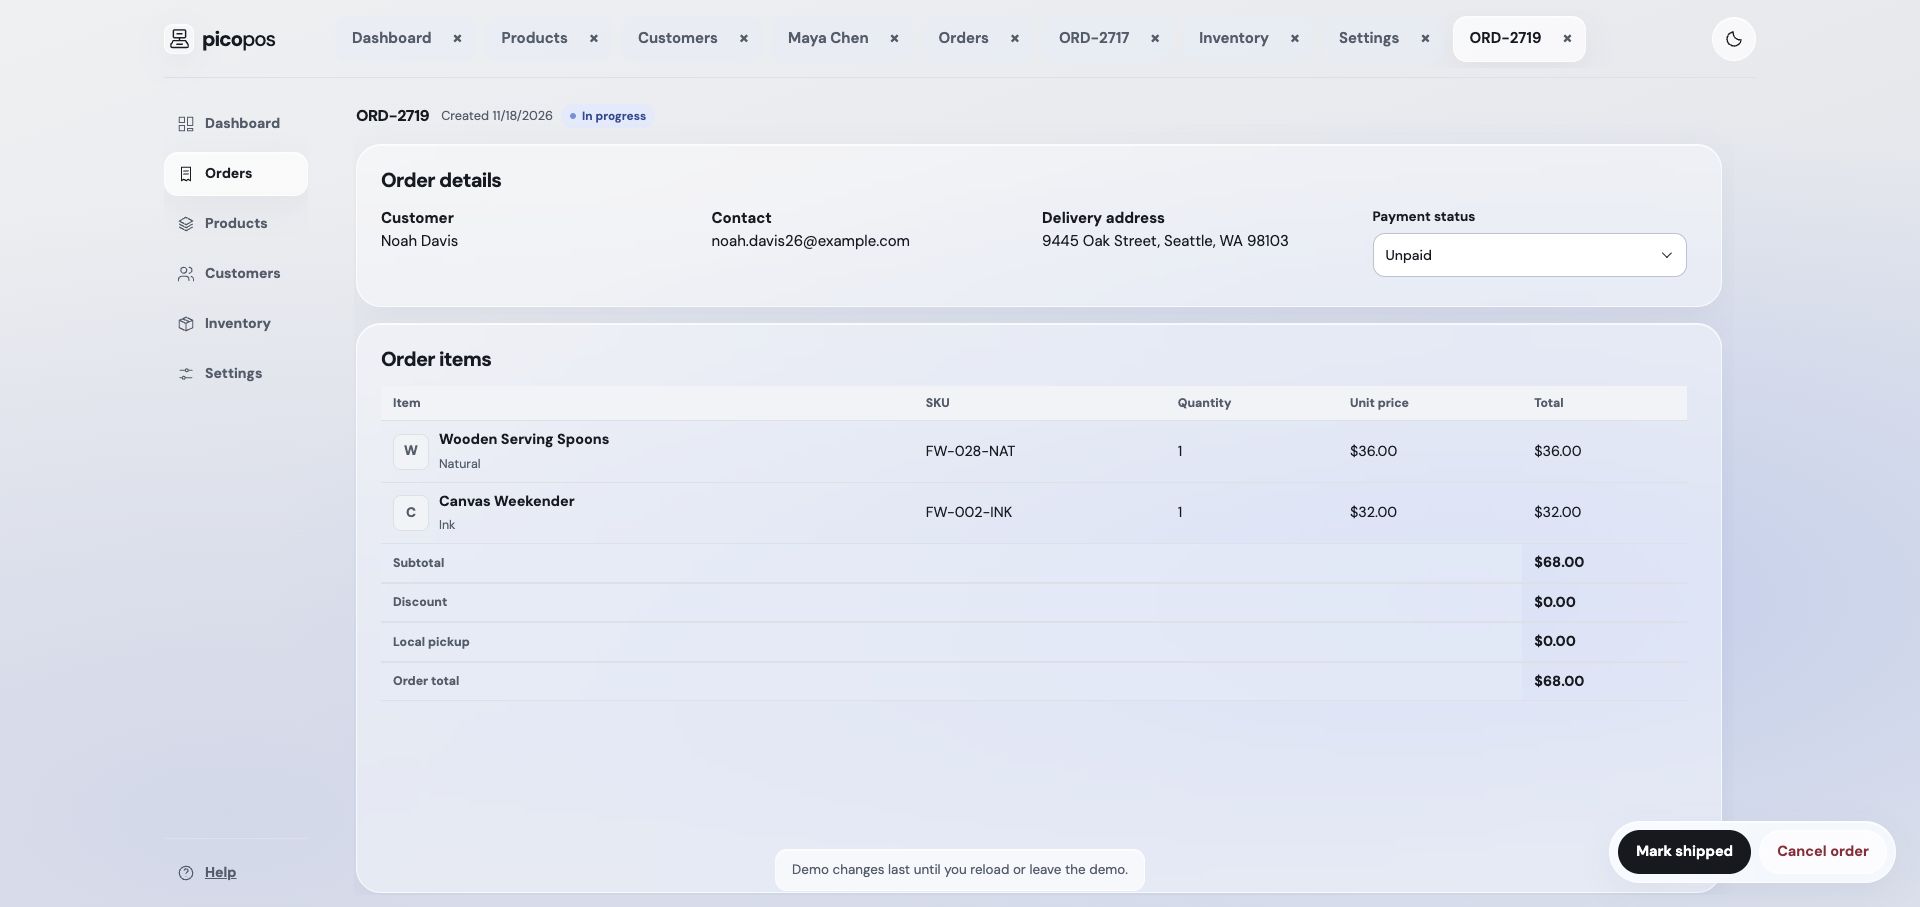 picopos
Dashboard × Products × Customers × Maya Chen × Orders × ORD-2717 × Inventory × Settings × ORD-2719 ×
Dashboard
Orders
Products
Customers
Inventory
Settings
Help
ORD-2719 Created 11/18/2026 In progress
Order details
Customer
Noah Davis
Contact
noah.davis26@example.com
Delivery address
9445 Oak Street, Seattle, WA 98103
Payment status
Unpaid
Order items
Item SKU Quantity Unit price Total
W Wooden Serving Spoons FW-028-NAT 1 $36.00 $36.00
Natural
C Canvas Weekender FW-002-INK 1 $32.00 $32.00
Ink
Subtotal $68.00
Discount $0.00
Local pickup $0.00
Order total $68.00
Mark shipped Cancel order
Demo changes last until you reload or leave the demo.